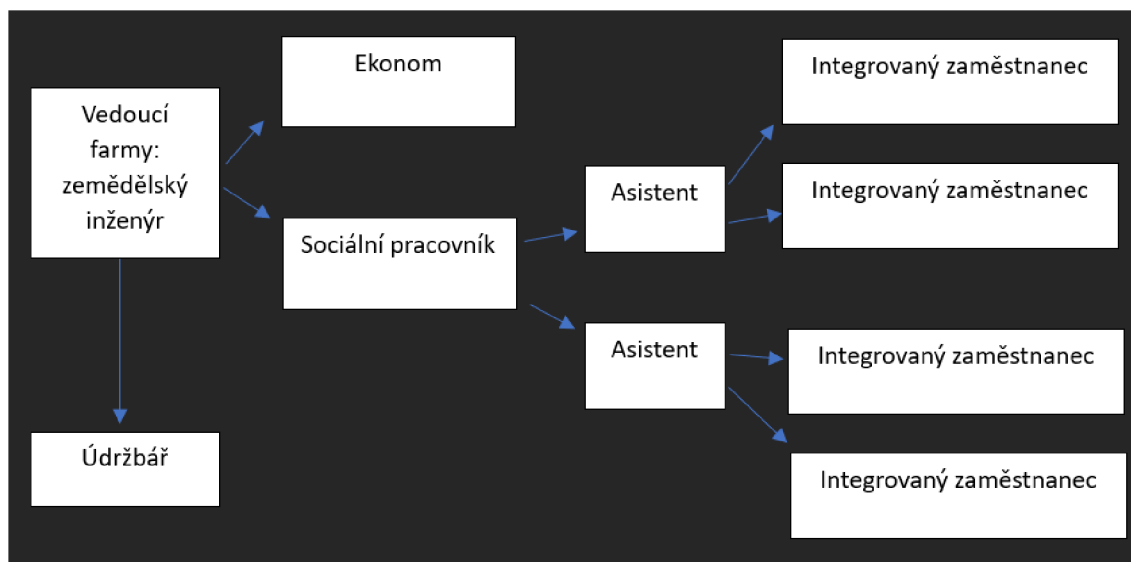 Vedoucí
farmy:
zemědělský
inženýr
Ekonom
Sociální pracovník
Údržbář
Asistent
Asistent
Integrovaný zaměstnanec
Integrovaný zaměstnanec
Integrovaný zaměstnanec
Integrovaný zaměstnanec